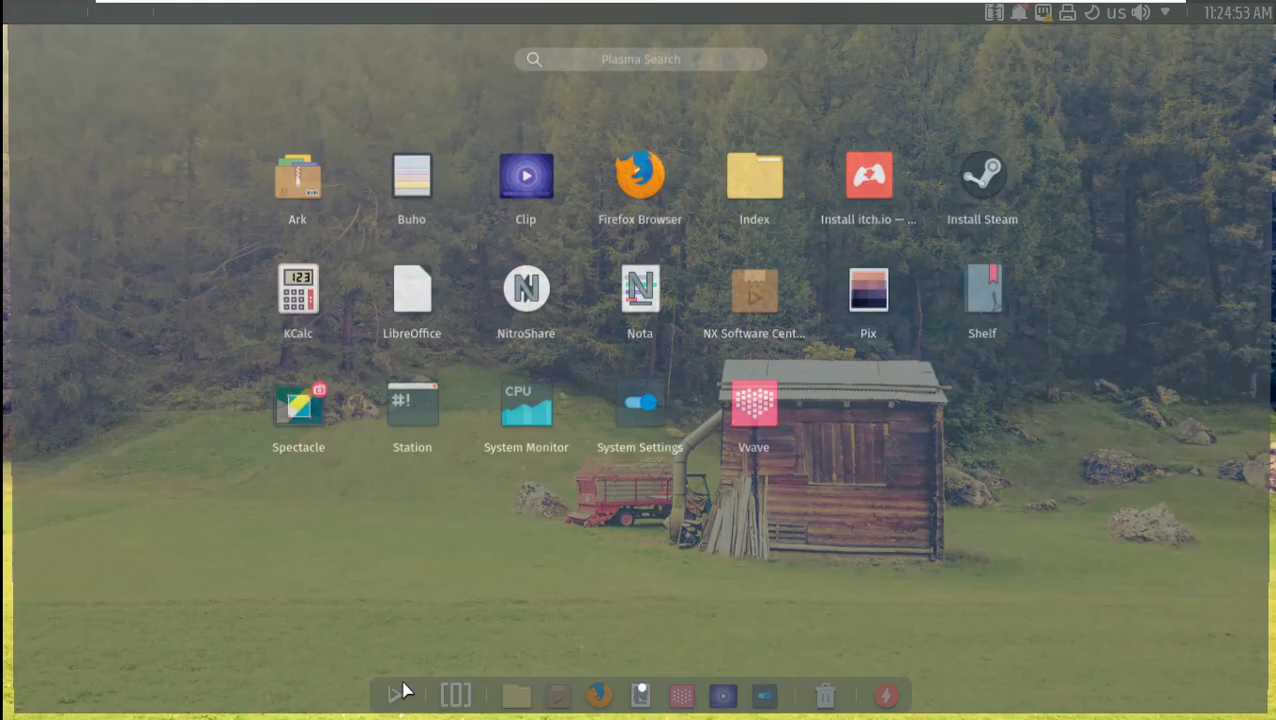 us 11:24:53 AM
Plasma Search
Ark Buho Clip Firefox Browser Index Install itch.io — ... Install Steam
123
KCalc LibreOffice NitroShare Nota NX Software Cent... Pix Shelf
#! CPU
Spectacle Station System Monitor System Settings Vvave